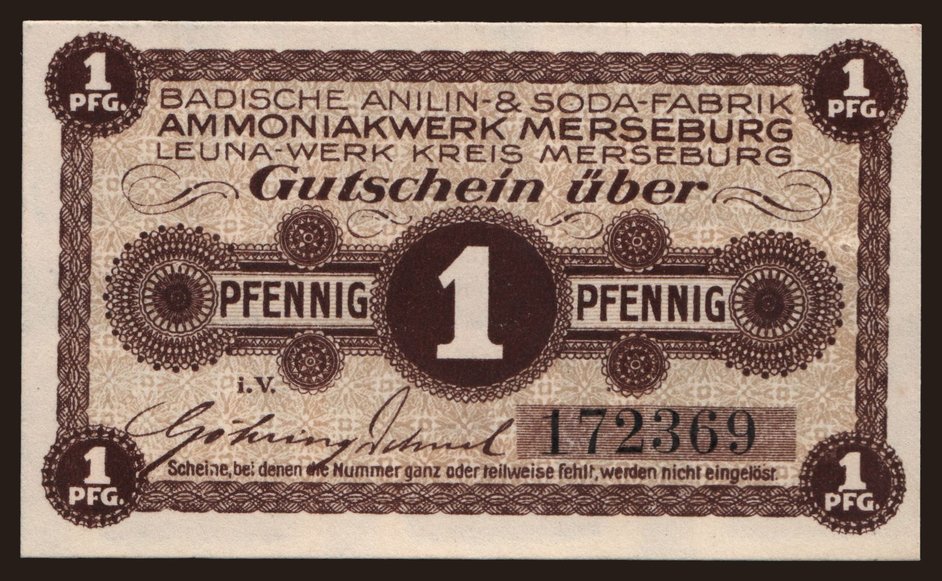 1 PFG.
1 PFG.
BADISCHE ANILIN-& SODA-FABRIK
AMMONIAKWERK MERSEBURG
LEUNA-WERK KREIS MERSEBURG
Gutschein über
PFENNIG 1 PFENNIG
i.V.
Göhring
172369
Scheine, bei denen die Nummer ganz oder teilweise fehlt, werden nicht eingelöst.
1 PFG.
1 PFG.